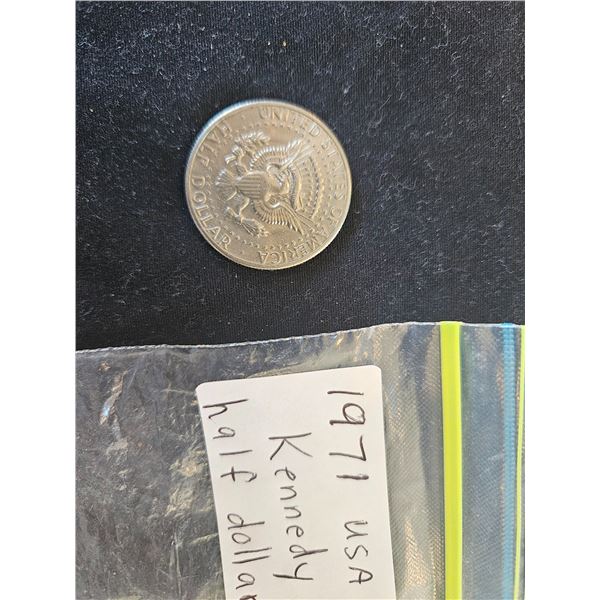 UNITED STATES OF AMERICA
HALF DOLLAR
1971 USA
Kennedy
half dollar